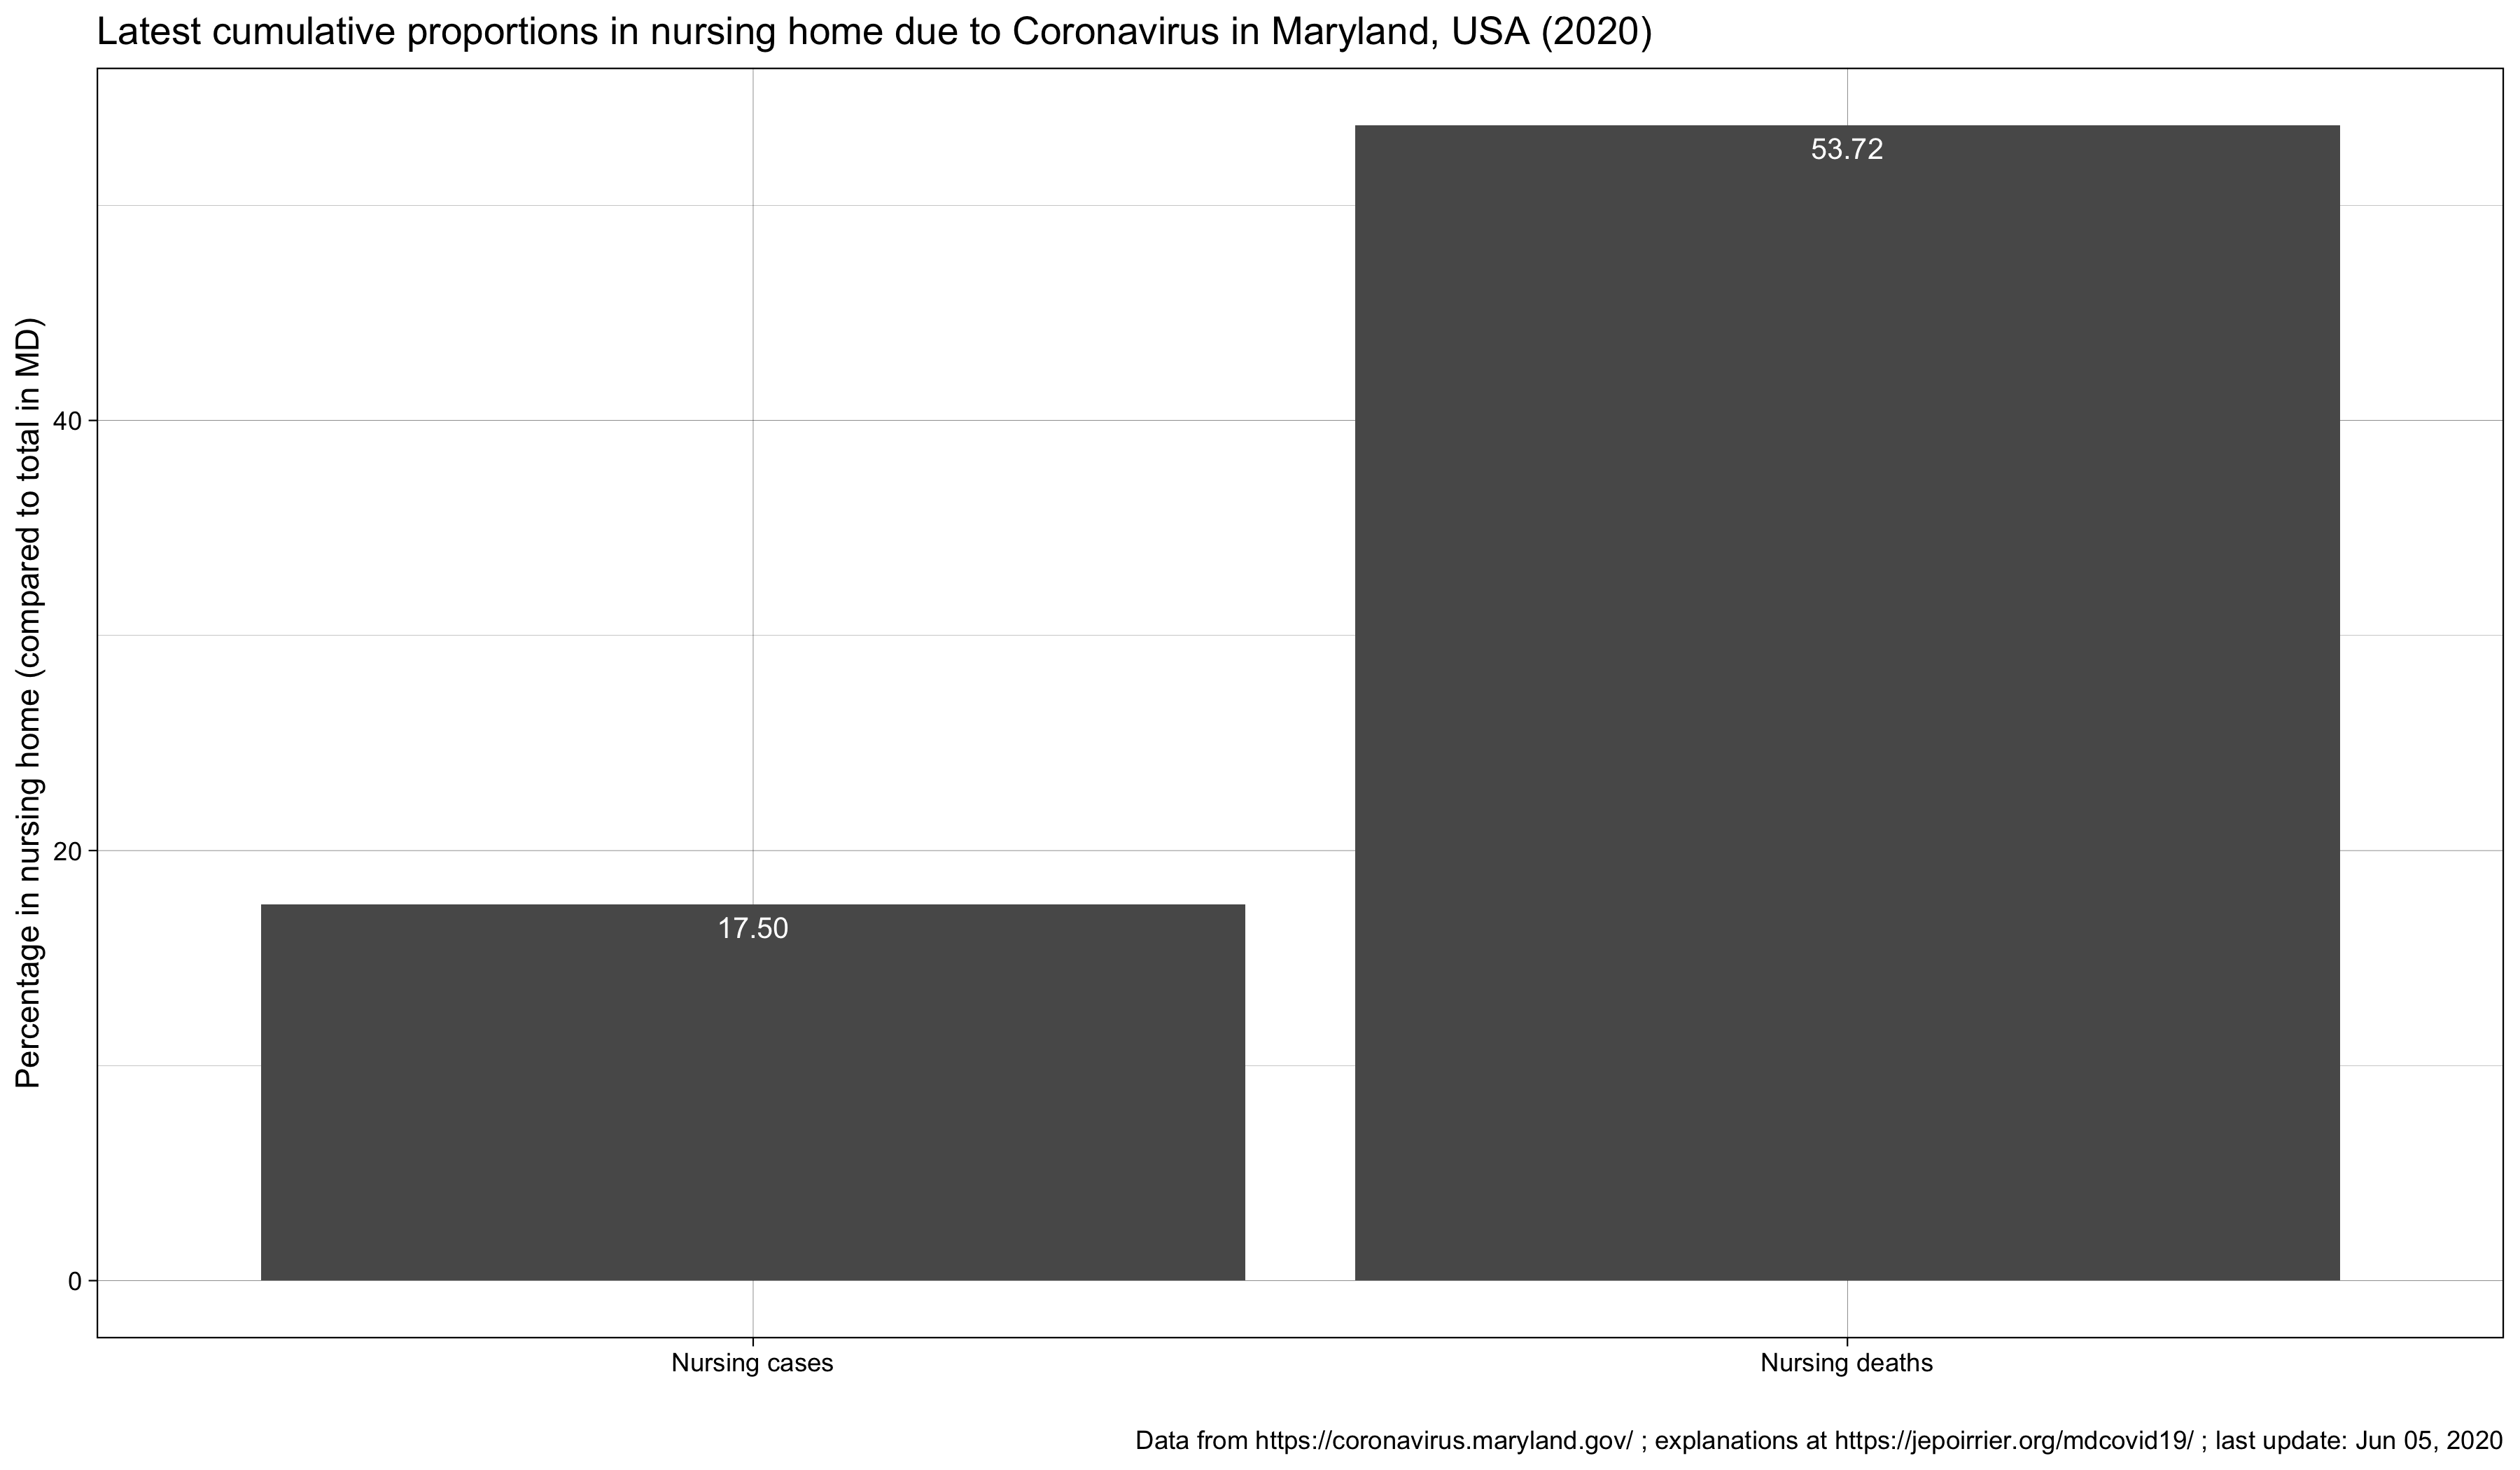 Latest cumulative proportions in nursing home due to Coronavirus in Maryland, USA (2020)
Percentage in nursing home (compared to total in MD)
40
20
0
53.72
17.50
Nursing cases
Nursing deaths
Data from https://coronavirus.maryland.gov/ ; explanations at https://jepoirrier.org/mdcovid19/ ; last update: Jun 05, 2020